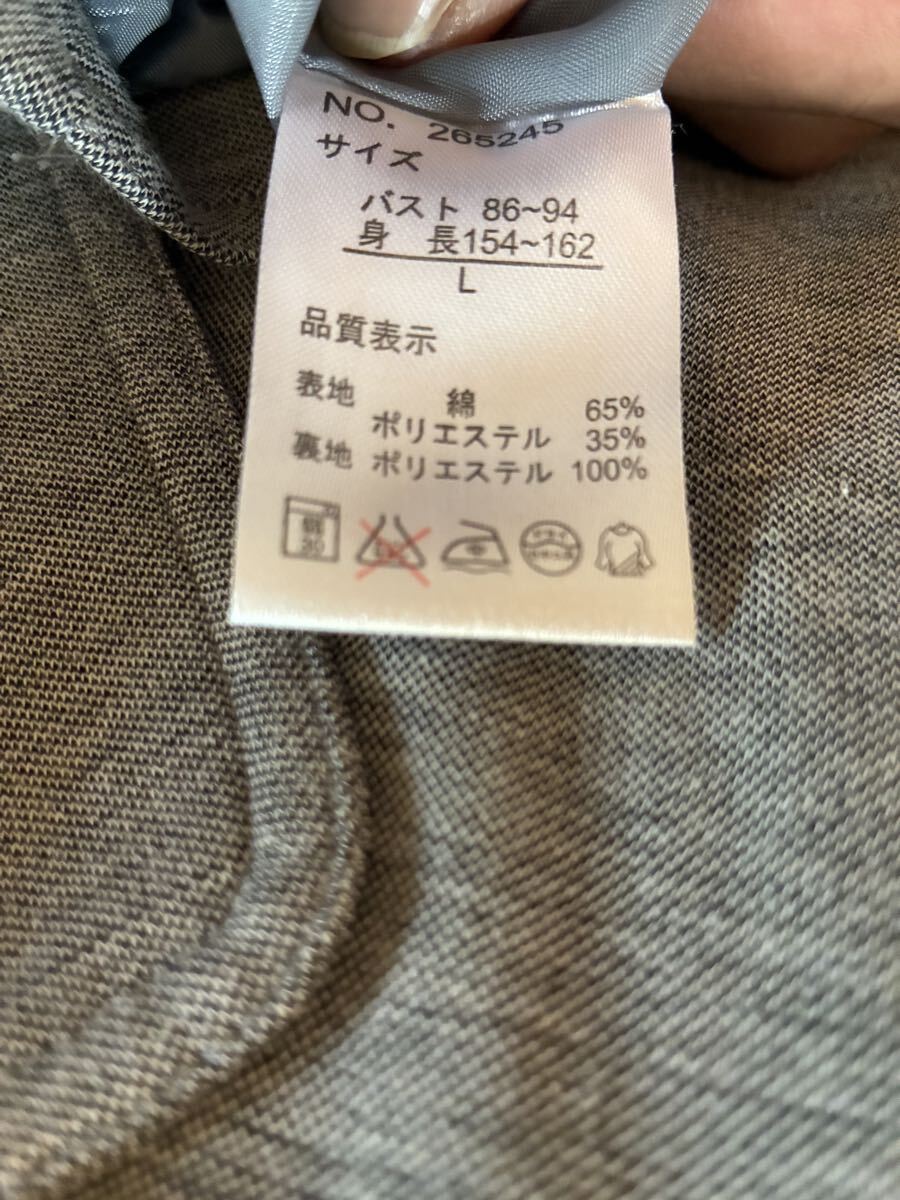 NO. 265245
サイズ
バスト 86~94
身 長154~162
L
品質表示
表地 綿 65%
ポリエステル 35%
裏地 ポリエステル 100%
30